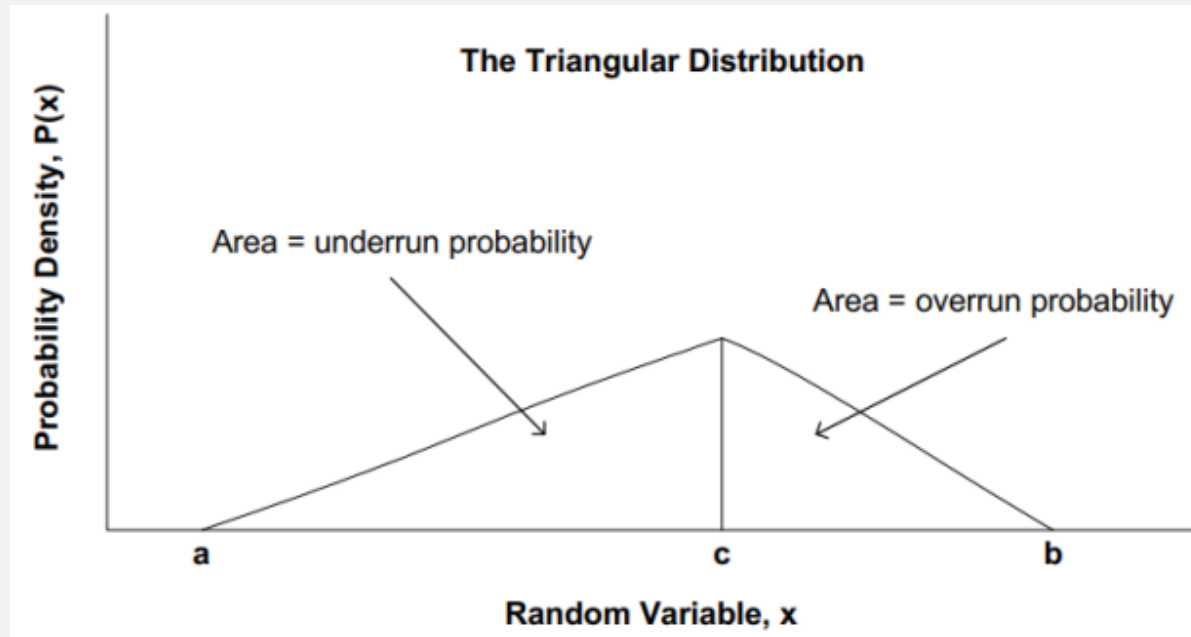 The Triangular Distribution
Probability Density, P(x)
Area = underrun probability
Area = overrun probability
a
c
b
Random Variable, x